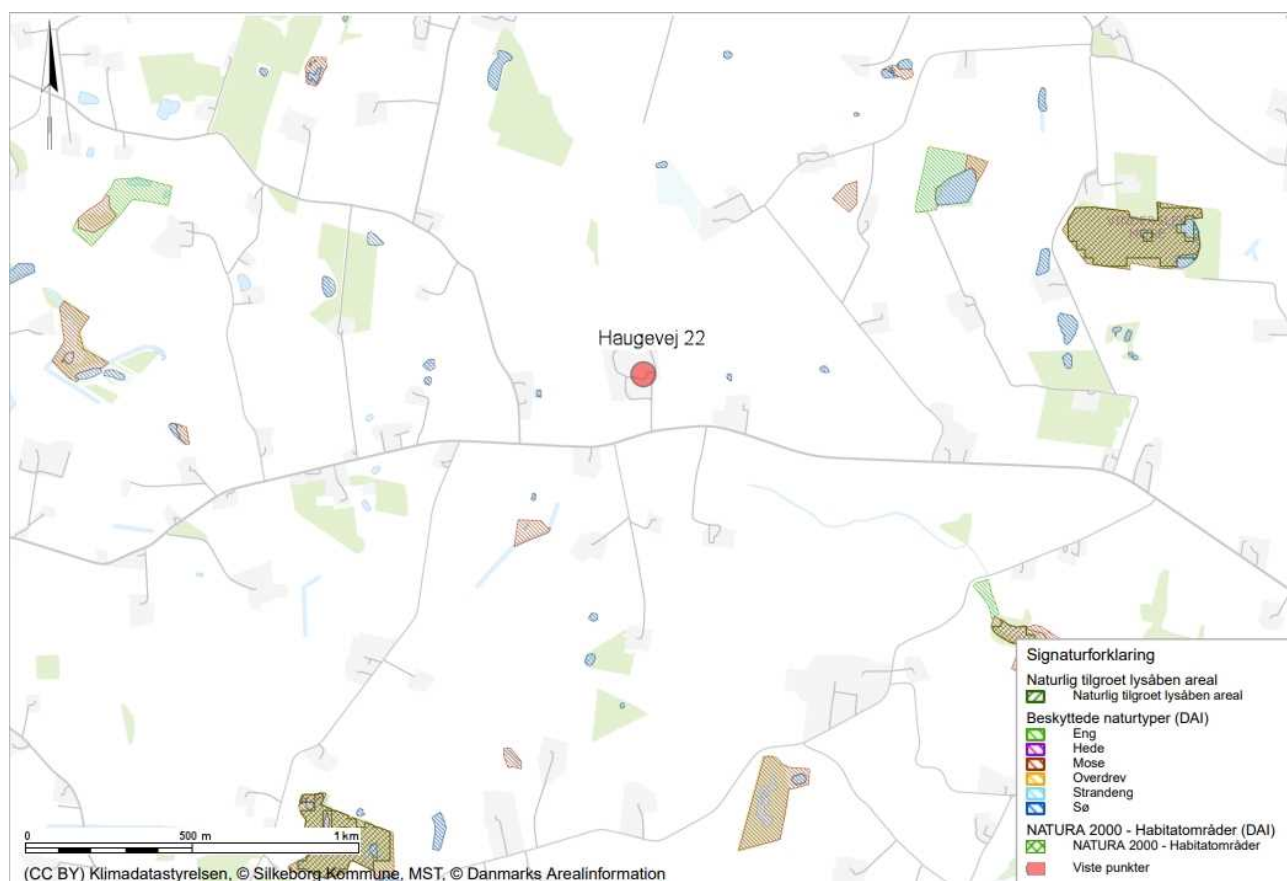 Haugevej 22
Signaturforklaring
Naturlig tilgroet lysåben areal
Naturlig tilgroet lysåben areal
Beskyttede naturtyper (DAI)
Eng
Hede
Mose
Overdrev
Strandeng
Sø
NATURA 2000 - Habitatområder (DAI)
NATURA 2000 - Habitatområder
Viste punkter
0 500 m 1 km
(CC BY) Klimadatastyrelsen, © Silkeborg Kommune, MST, © Danmarks Arealinformation